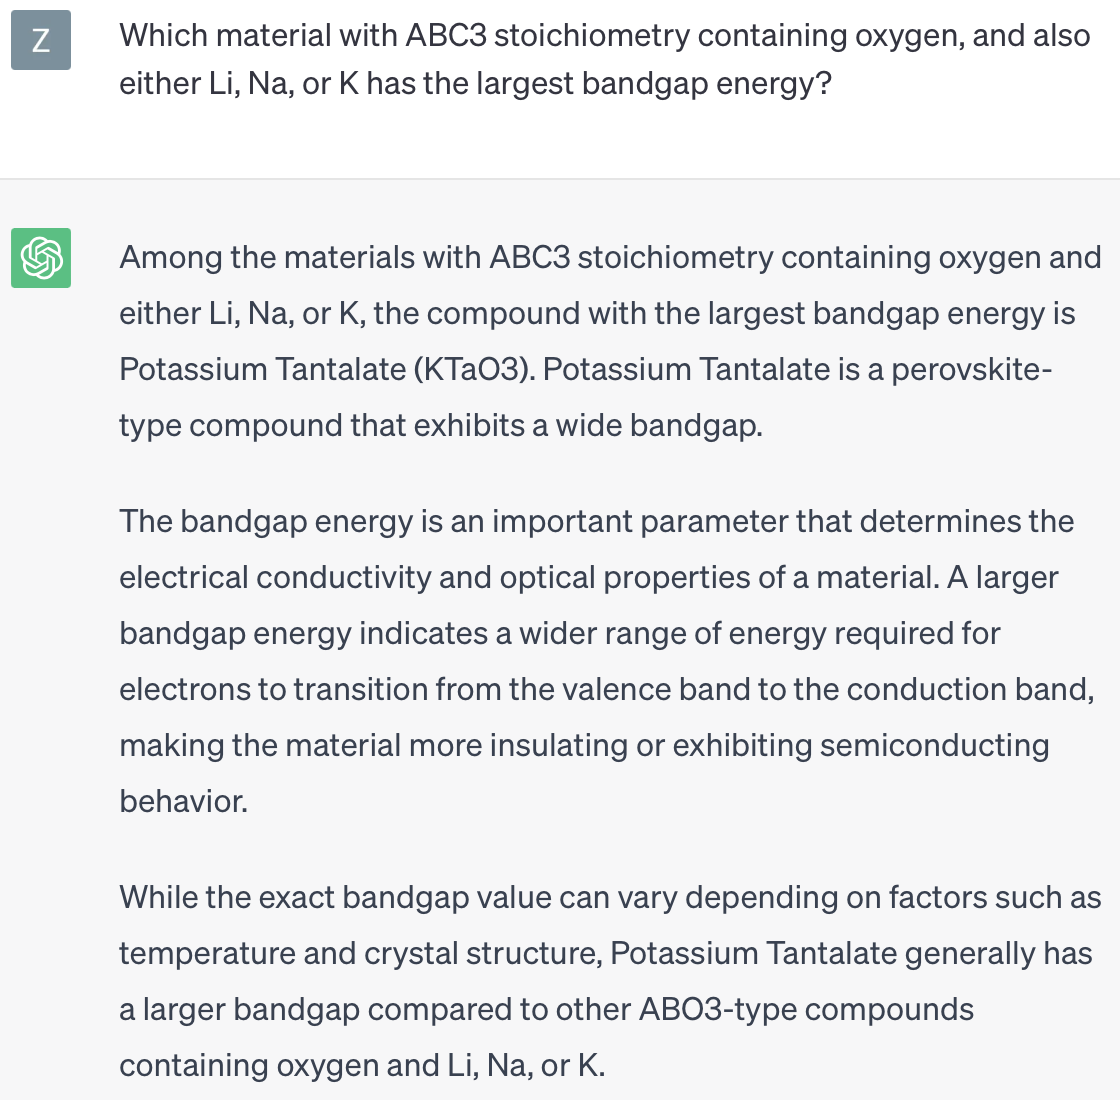 Z
Which material with ABC3 stoichiometry containing oxygen, and also
either Li, Na, or K has the largest bandgap energy?
Among the materials with ABC3 stoichiometry containing oxygen and
either Li, Na, or K, the compound with the largest bandgap energy is
Potassium Tantalate (KTaO3). Potassium Tantalate is a perovskite-
type compound that exhibits a wide bandgap.
The bandgap energy is an important parameter that determines the
electrical conductivity and optical properties of a material. A larger
bandgap energy indicates a wider range of energy required for
electrons to transition from the valence band to the conduction band,
making the material more insulating or exhibiting semiconducting
behavior.
While the exact bandgap value can vary depending on factors such as
temperature and crystal structure, Potassium Tantalate generally has
a larger bandgap compared to other ABO3-type compounds
containing oxygen and Li, Na, or K.